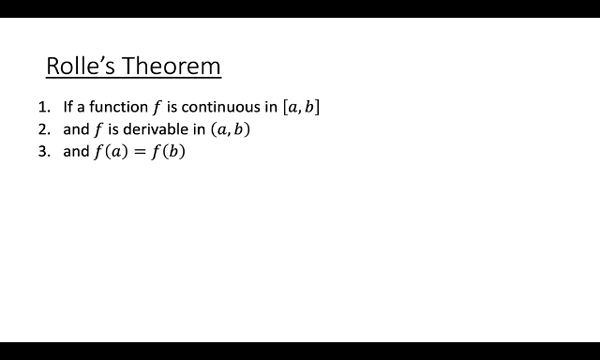 Rolle’s Theorem
1. If a function f is continuous in [a, b]
2. and f is derivable in (a, b)
3. and f(a) = f(b)